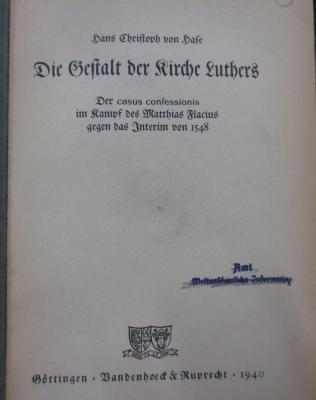 Hans Christoph von Hase
Die Gestalt der Kirche Luthers
Der casus confessionis
im Kampf des Matthias Flacius
gegen das Interim von 1548
Amt
Weltanschauliche Information
Göttingen · Vandenhoeck & Ruprecht · 1940